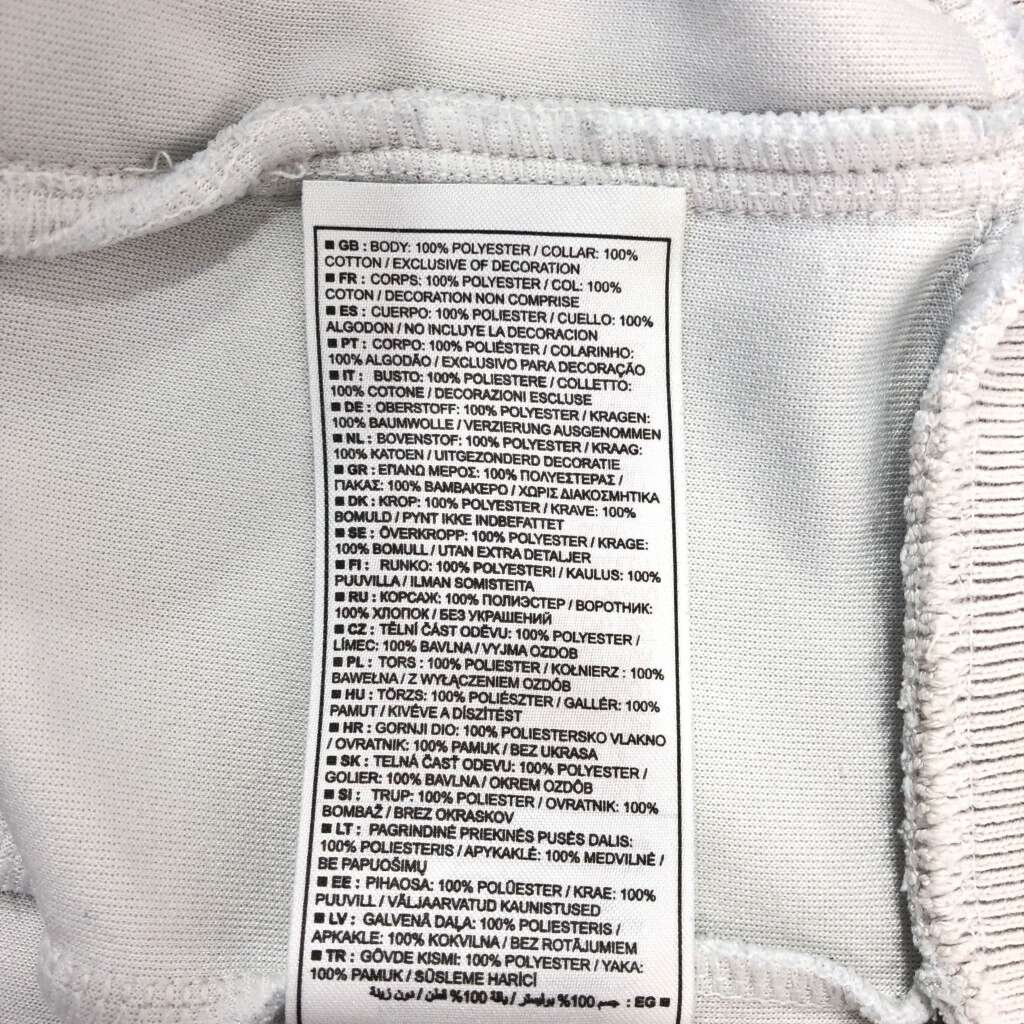 ■ GB : BODY: 100% POLYESTER / COLLAR: 100%
COTTON / EXCLUSIVE OF DECORATION
■ FR : CORPS: 100% POLYESTER / COL: 100%
COTON / DECORATION NON COMPRISE
■ ES : CUERPO: 100% POLIESTER / CUELLO: 100%
ALGODON / NO INCLUYE LA DECORACION
■ PT : CORPO: 100% POLIÉSTER / COLARINHO:
100% ALGODÃO / EXCLUSIVO PARA DECORAÇÃO
■ IT : BUSTO: 100% POLIESTERE / COLLETTO:
100% COTONE / DECORAZIONI ESCLUSE
■ DE : OBERSTOFF: 100% POLYESTER / KRAGEN:
100% BAUMWOLLE / VERZIERUNG AUSGENOMMEN
■ NL : BOVENSTOF: 100% POLYESTER / KRAAG:
100% KATOEN / UITGEZONDERD DECORATIE
■ GR : ΕΠΑΝΩ ΜΕΡΟΣ: 100% ΠΟΛΥΕΣΤΕΡΑΣ /
ΠΑΚΑΣ: 100% ΒΑΜΒΑΚΕΡΟ / ΧΩΡΙΣ ΔΙΑΚΟΣΜΗΤΙΚΑ
■ DK : KROP: 100% POLYESTER / KRAVE: 100%
BOMULD / PYNT IKKE INDBEFATTET
■ SE : ÖVERKROPP: 100% POLYESTER / KRAGE:
100% BOMULL / UTAN EXTRA DETALJER
■ FI : RUNKO: 100% POLYESTERI / KAULUS: 100%
PUUVILLA / ILMAN SOMISTEITA
■ RU : КОРСАЖ: 100% ПОЛИЭСТЕР / ВОРОТНИК:
100% ХЛОПОК / БЕЗ УКРАШЕНИЙ
■ CZ : TĚLNÍ ČÁST ODĚVU: 100% POLYESTER /
LÍMEC: 100% BAVLNA / VYJMA OZDOB
■ PL : TORS : 100% POLIESTER / KOŁNIERZ : 100%
BAWEŁNA / Z WYŁĄCZENIEM OZDÓB
■ HU : TÖRZS: 100% POLIÉSZTER / GALLÉR: 100%
PAMUT / KIVÉVE A DÍSZÍTÉST
■ HR : GORNJI DIO: 100% POLIESTERSKO VLAKNO
/ OVRATNIK: 100% PAMUK / BEZ UKRASA
■ SK : TELNÁ ČASŤ ODEVU: 100% POLYESTER /
GOLIER: 100% BAVLNA / OKREM OZDÔB
■ SI : TRUP: 100% POLIESTER / OVRATNIK: 100%
BOMBAŽ / BREZ OKRASKOV
■ LT : PAGRINDINĖ PRIEKINĖS PUSĖS DALIS:
100% POLIESTERIS / APYKAKLĖ: 100% MEDVILNĖ /
BE PAPUOŠIMŲ
■ EE : PIHAOSA: 100% POLÜESTER / KRAE: 100%
PUUVILL / VÄLJAARVATUD KAUNISTUSED
■ LV : GALVENĀ DAĻA: 100% POLIESTERIS /
APKAKLE: 100% KOKVILNA / BEZ ROTĀJUMIEM
■ TR : GÖVDE KISMI: 100% POLYESTER / YAKA:
100% PAMUK / SÜSLEME HARİCİ
■ EG : جسم 100% بوليستر / ياقة 100% قطن / دون زينة